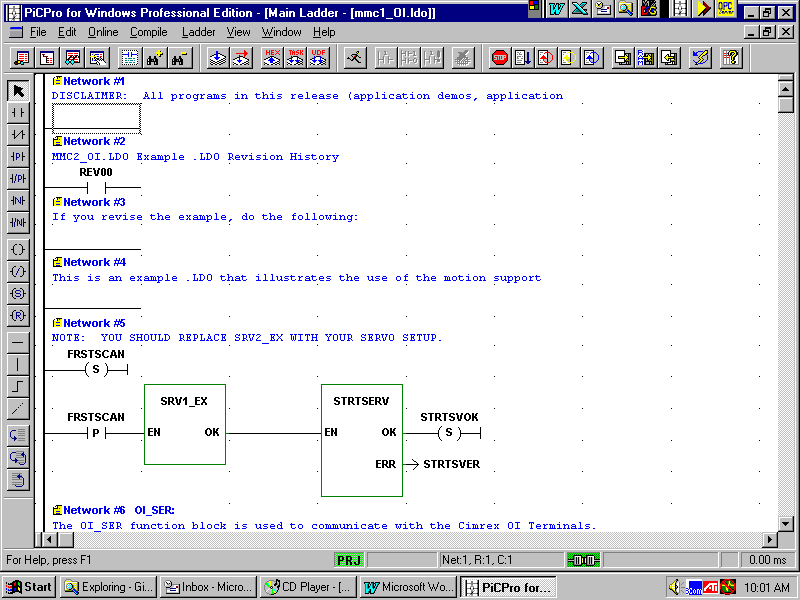 PiCPro for Windows Professional Edition - [Main Ladder - [mmc1_OI.ldo]]
File Edit Online Compile Ladder View Window Help
HEX TASK UDF STOP
Network #1
DISCLAIMER: All programs in this release (application demos, application
Network #2
MMC2_OI.LDO Example .LDO Revision History
REV00
Network #3
If you revise the example, do the following:
Network #4
This is an example .LDO that illustrates the use of the motion support
Network #5
NOTE: YOU SHOULD REPLACE SRV2_EX WITH YOUR SERVO SETUP.
FRSTSCAN
S
SRV1_EX STRTSERV
FRSTSCAN STRTSVOK
P EN OK EN OK S
ERR STRTSVER
Network #6 OI_SER:
The OI_SER function block is used to communicate with the Cimrex OI Terminals.
For Help, press F1 PRJ Net:1, R:1, C:1 0.00 ms
Start Exploring - Gi... Inbox - Micros... CD Player - [... Microsoft Wo... PiCPro for... 10:01 AM